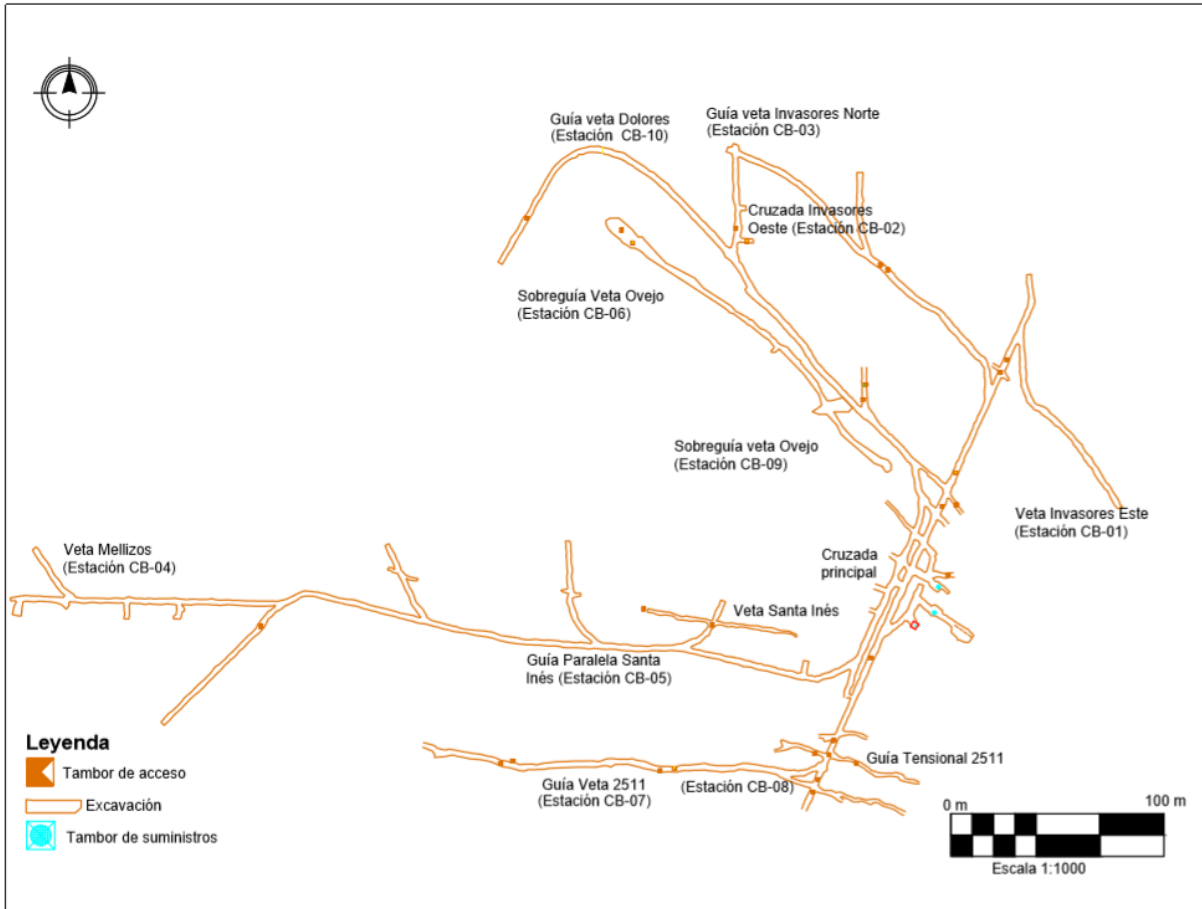 Guía veta Dolores
(Estación CB-10)
Guía veta Invasores Norte
(Estación CB-03)
Cruzada Invasores
Oeste (Estación CB-02)
Sobreguía Veta Ovejo
(Estación CB-06)
Sobreguía veta Ovejo
(Estación CB-09)
Veta Invasores Este
(Estación CB-01)
Veta Mellizos
(Estación CB-04)
Cruzada
principal
Veta Santa Inés
Guía Paralela Santa
Inés (Estación CB-05)
Guía Tensional 2511
Guía Veta 2511
(Estación CB-07)
(Estación CB-08)
Leyenda
Tambor de acceso
Excavación
Tambor de suministros
0 m
100 m
Escala 1:1000